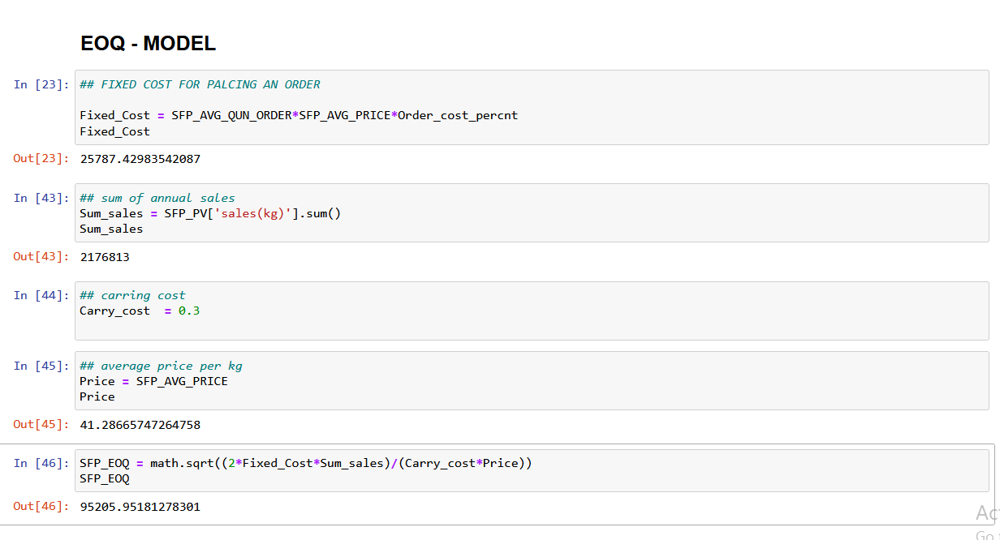 EOQ - MODEL
In [23]:
## FIXED COST FOR PALCING AN ORDER
Fixed_Cost = SFP_AVG_QUN_ORDER*SFP_AVG_PRICE*Order_cost_percnt
Fixed_Cost
Out[23]: 25787.42983542087
In [43]:
## sum of annual sales
Sum_sales = SFP_PV['sales(kg)'].sum()
Sum_sales
Out[43]: 2176813
In [44]:
## carring cost
Carry_cost  = 0.3
In [45]:
## average price per kg
Price = SFP_AVG_PRICE
Price
Out[45]: 41.28665747264758
In [46]:
SFP_EOQ = math.sqrt((2*Fixed_Cost*Sum_sales)/(Carry_cost*Price))
SFP_EOQ
Out[46]: 95205.95181278301
Go